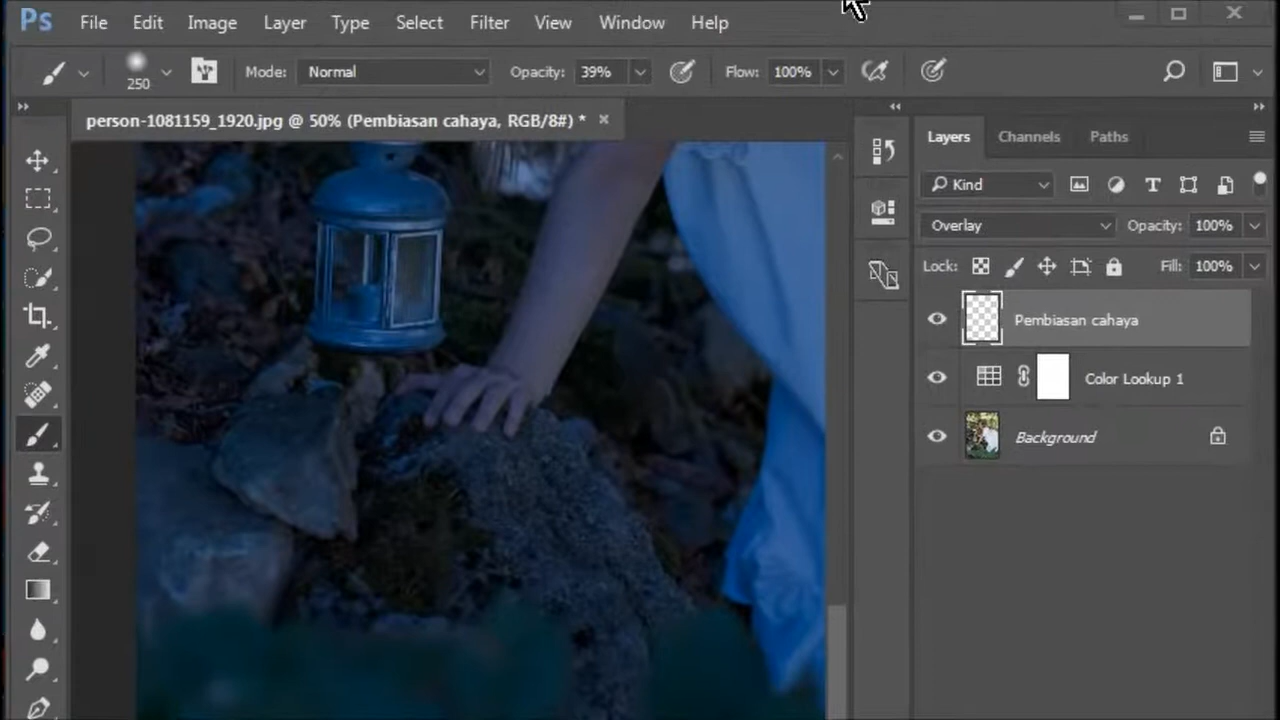 Ps File Edit Image Layer Type Select Filter View Window Help
250 Mode: Normal Opacity: 39% Flow: 100%
person-1081159_1920.jpg @ 50% (Pembiasan cahaya, RGB/8#) *
Layers Channels Paths
Kind
Overlay Opacity: 100%
Lock: Fill: 100%
Pembiasan cahaya
Color Lookup 1
Background